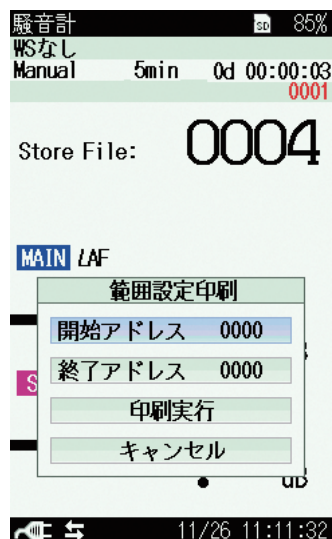 騒音計 SD 85%
WSなし
Manual 5min 0d 00:00:03
0001
Store File: 0004
MAIN LAF
範囲設定印刷
開始アドレス 0000
終了アドレス 0000
印刷実行
キャンセル
11/26 11:11:32